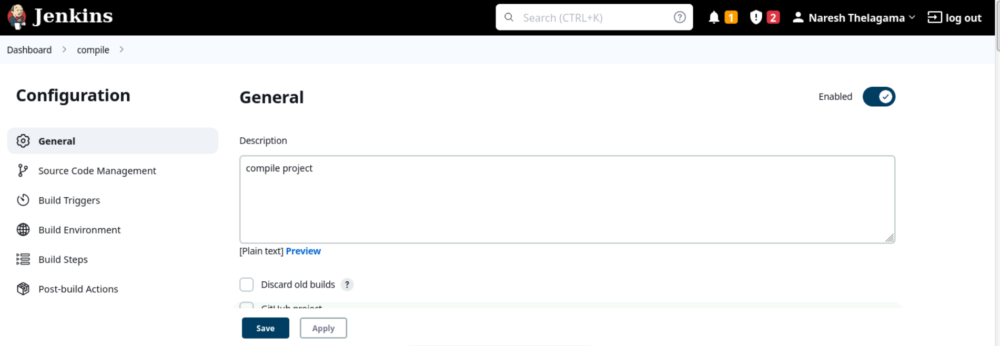 Jenkins
Search (CTRL+K) ?
1
2
Naresh Thelagama
log out
Dashboard
compile
Configuration
General
Source Code Management
Build Triggers
Build Environment
Build Steps
Post-build Actions
General
Enabled
Description
compile project
[Plain text] Preview
Discard old builds ?
GitHub project
Save
Apply